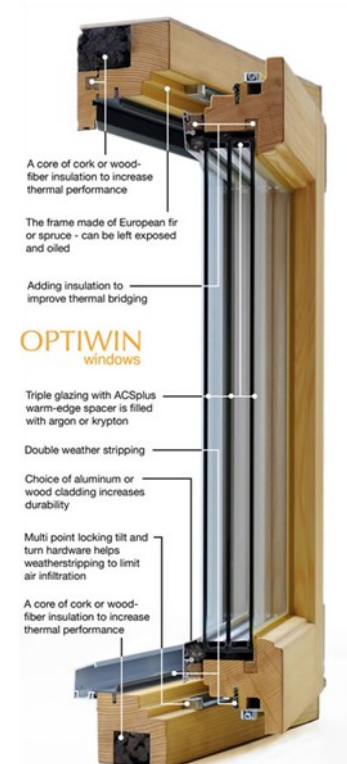 A core of cork or wood-
fiber insulation to increase
thermal performance
The frame made of European fir
or spruce - can be left exposed
and oiled
Adding insulation to
improve thermal bridging
OPTIWIN
windows
Triple glazing with ACSplus
warm-edge spacer is filled
with argon or krypton
Double weather stripping
Choice of aluminum or
wood cladding increases
durability
Multi point locking tilt and
turn hardware helps
weatherstripping to limit
air infiltration
A core of cork or wood-
fiber insulation to increase
thermal performance